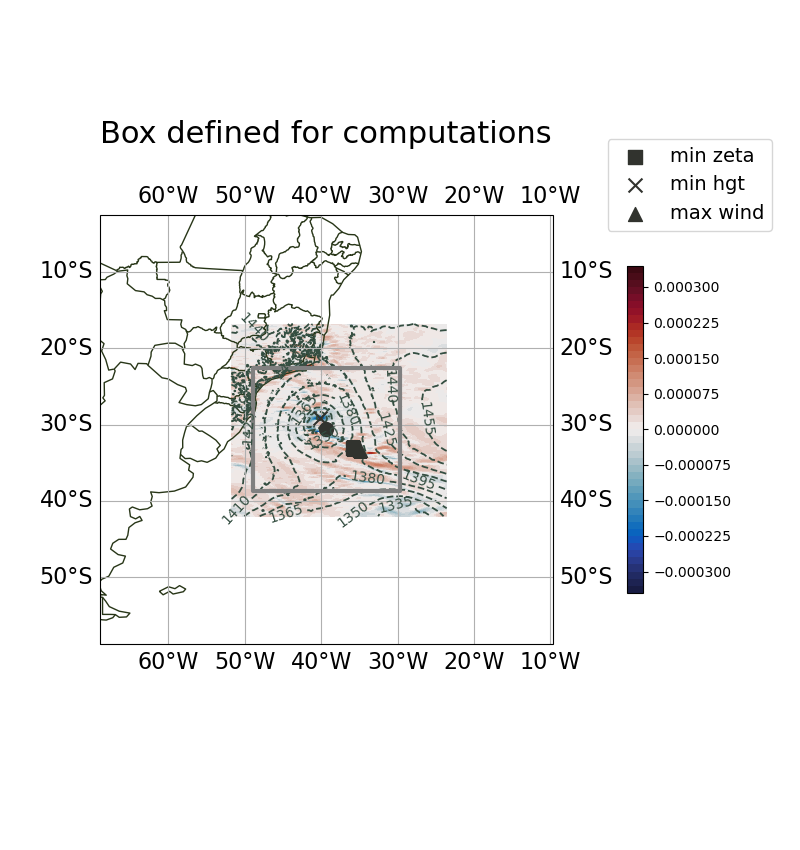 Box defined for computations
min zeta
min hgt
max wind
60°W 50°W 40°W 30°W 20°W 10°W
10°S 10°S
20°S 20°S
30°S 30°S
40°S 40°S
50°S 50°S
60°W 50°W 40°W 30°W 20°W 10°W
0.000300
0.000225
0.000150
0.000075
0.000000
−0.000075
−0.000150
−0.000225
−0.000300
1380
1425
1455
1380
1395
1410
1365
1350
1335